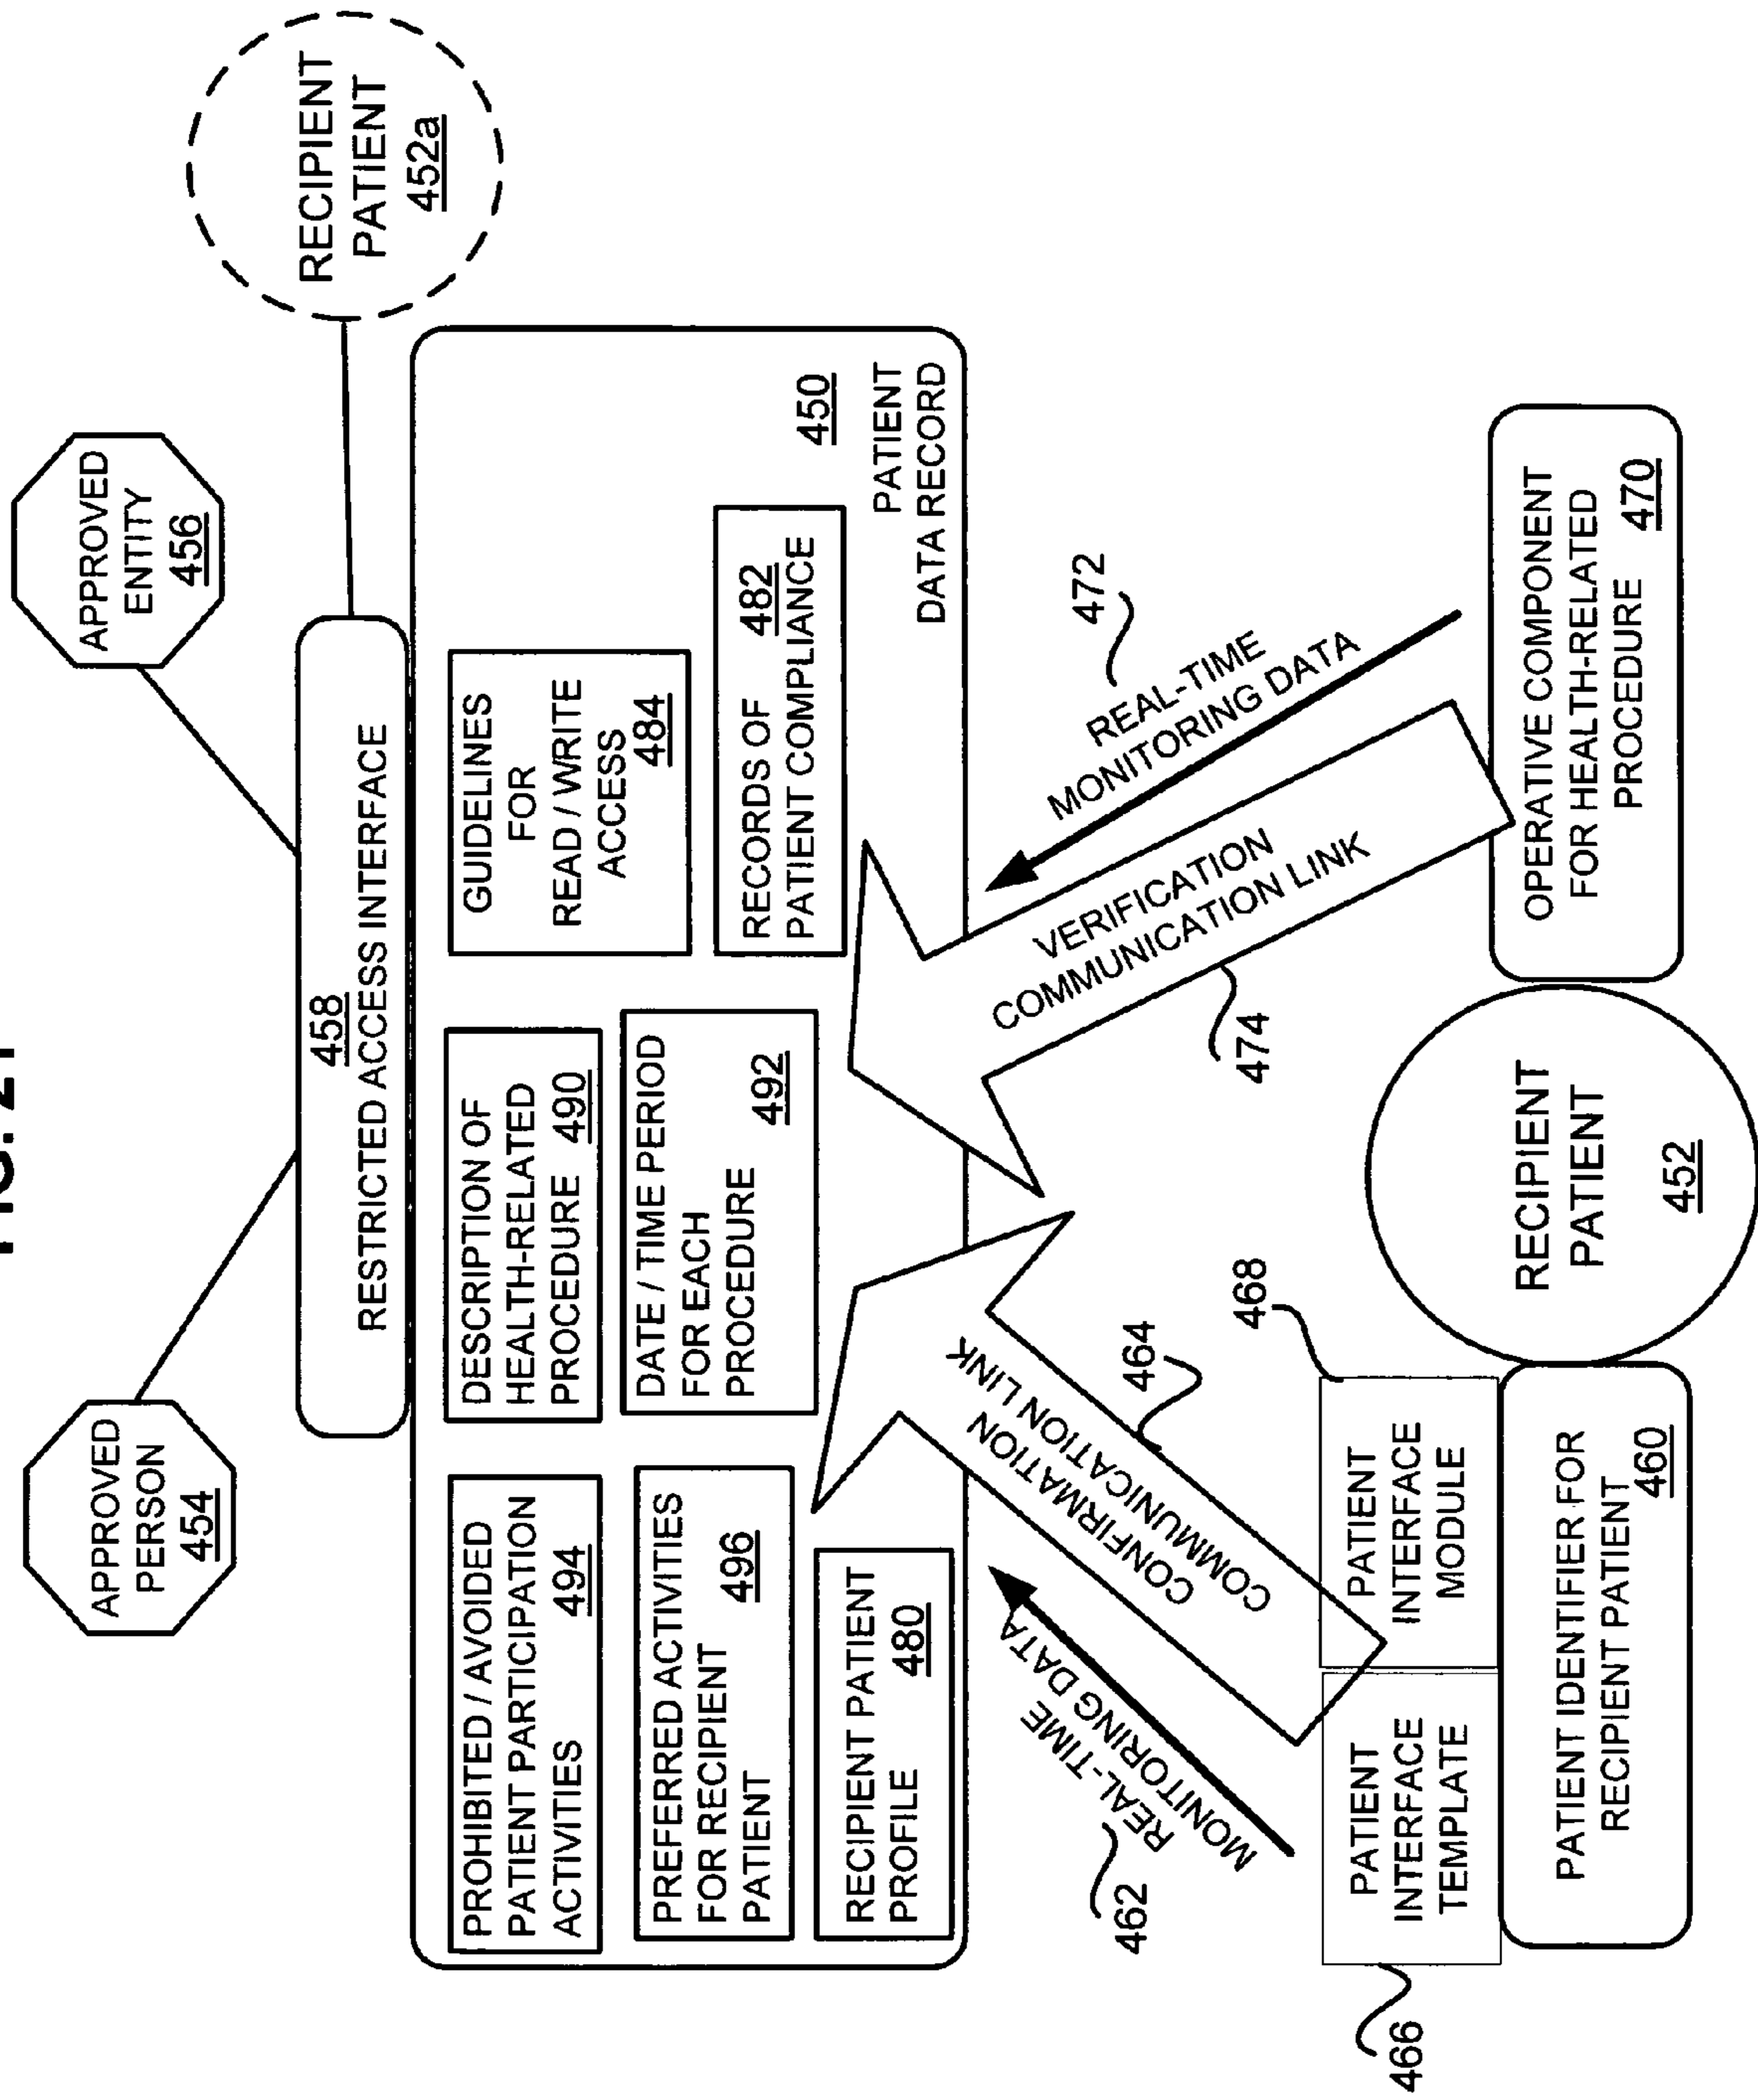 APPROVED
PERSON
454
APPROVED
ENTITY
456
458
RESTRICTED ACCESS INTERFACE
RECIPIENT
PATIENT
452a
PROHIBITED / AVOIDED
PATIENT PARTICIPATION
ACTIVITIES 494
DESCRIPTION OF
HEALTH-RELATED
PROCEDURE 490
GUIDELINES
FOR
READ / WRITE
ACCESS
484
PREFERRED ACTIVITIES
FOR RECIPIENT
PATIENT 496
DATE / TIME PERIOD
FOR EACH
PROCEDURE 492
RECORDS OF 482
PATIENT COMPLIANCE
RECIPIENT PATIENT
PROFILE 480
450
PATIENT
DATA RECORD
REAL-TIME
MONITORING DATA
462
CONFIRMATION
COMMUNICATION LINK
464
VERIFICATION
COMMUNICATION LINK
474
REAL-TIME
MONITORING DATA
472
466
PATIENT
INTERFACE
TEMPLATE
PATIENT
INTERFACE
MODULE
468
PATIENT IDENTIFIER FOR
RECIPIENT PATIENT
460
RECIPIENT
PATIENT
452
OPERATIVE COMPONENT
FOR HEALTH-RELATED
PROCEDURE 470